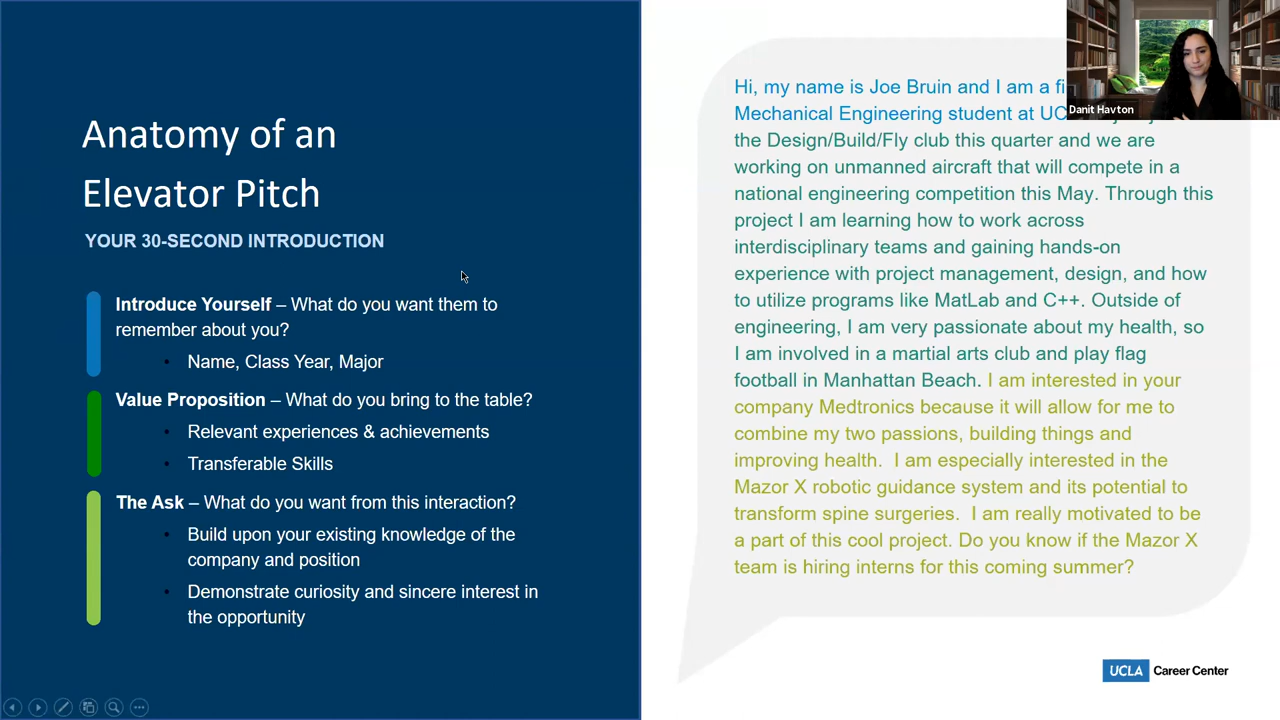 Anatomy of an
Elevator Pitch
YOUR 30-SECOND INTRODUCTION
Introduce Yourself – What do you want them to
remember about you?
• Name, Class Year, Major
Value Proposition – What do you bring to the table?
• Relevant experiences & achievements
• Transferable Skills
The Ask – What do you want from this interaction?
• Build upon your existing knowledge of the
company and position
• Demonstrate curiosity and sincere interest in
the opportunity
Hi, my name is Joe Bruin and I am a
Mechanical Engineering student at
the Design/Build/Fly club this quarter and we are
working on unmanned aircraft that will compete in a
national engineering competition this May. Through this
project I am learning how to work across
interdisciplinary teams and gaining hands-on
experience with project management, design, and how
to utilize programs like MatLab and C++. Outside of
engineering, I am very passionate about my health, so
I am involved in a martial arts club and play flag
football in Manhattan Beach. I am interested in your
company Medtronics because it will allow for me to
combine my two passions, building things and
improving health. I am especially interested in the
Mazor X robotic guidance system and its potential to
transform spine surgeries. I am really motivated to be
a part of this cool project. Do you know if the Mazor X
team is hiring interns for this coming summer?
Danit Havton
UCLA Career Center